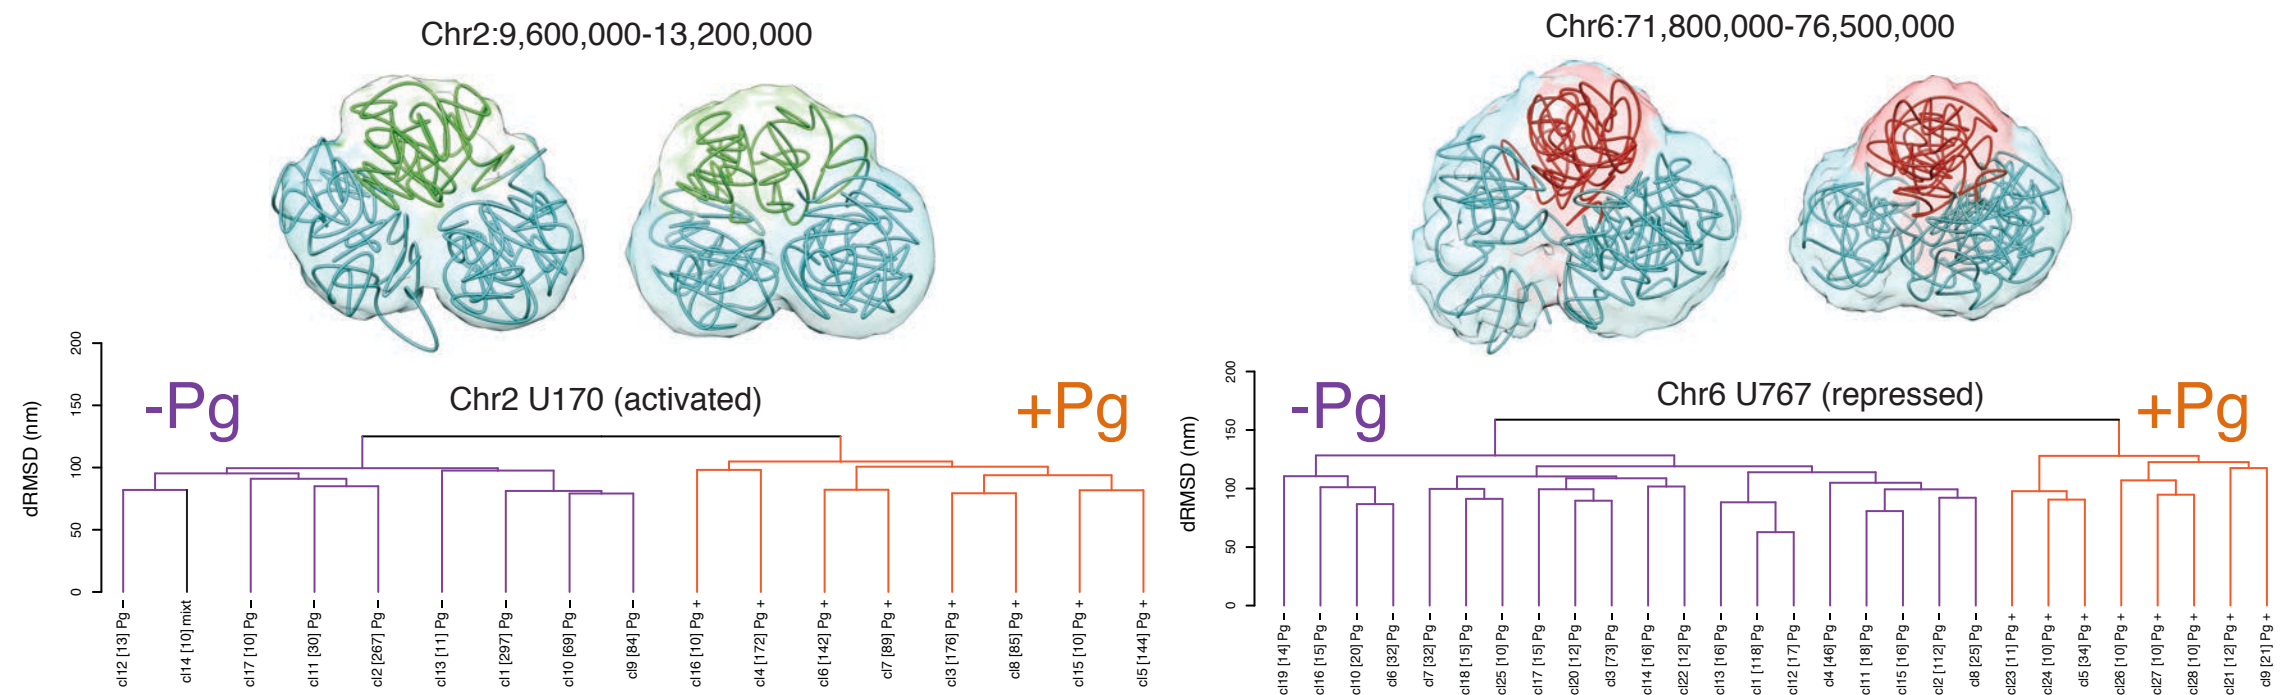 Chr2:9,600,000-13,200,000
Chr6:71,800,000-76,500,000
-Pg
Chr2 U170 (activated)
+Pg
dRMSD (nm)
200
150
100
50
0
cl12 [13] Pg
cl14 [10] mixt
cl17 [10] Pg
cl11 [30] Pg
cl2 [267] Pg
cl13 [11] Pg
cl1 [297] Pg
cl10 [69] Pg
cl9 [84] Pg
cl16 [10] Pg +
cl4 [172] Pg +
cl6 [142] Pg +
cl7 [89] Pg +
cl3 [176] Pg +
cl8 [85] Pg +
cl15 [10] Pg +
cl5 [144] Pg +
-Pg
Chr6 U767 (repressed)
+Pg
dRMSD (nm)
200
150
100
50
0
cl19 [14] Pg
cl16 [15] Pg
cl10 [20] Pg
cl6 [32] Pg
cl7 [32] Pg
cl18 [15] Pg
cl25 [10] Pg
cl17 [15] Pg
cl20 [12] Pg
cl3 [73] Pg
cl14 [16] Pg
cl22 [12] Pg
cl13 [16] Pg
cl1 [118] Pg
cl12 [17] Pg
cl4 [46] Pg
cl11 [18] Pg
cl15 [16] Pg
cl2 [112] Pg
cl8 [25] Pg
cl23 [11] Pg +
cl24 [10] Pg +
cl5 [34] Pg +
cl26 [10] Pg +
cl27 [10] Pg +
cl28 [10] Pg +
cl21 [12] Pg +
cl9 [21] Pg +